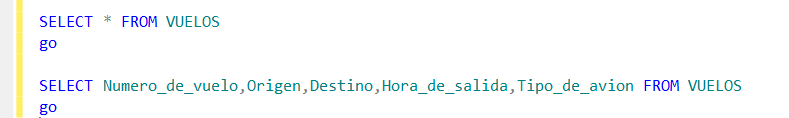 SELECT * FROM VUELOS
go
SELECT Numero_de_vuelo,Origen,Destino,Hora_de_salida,Tipo_de_avion FROM VUELOS
go